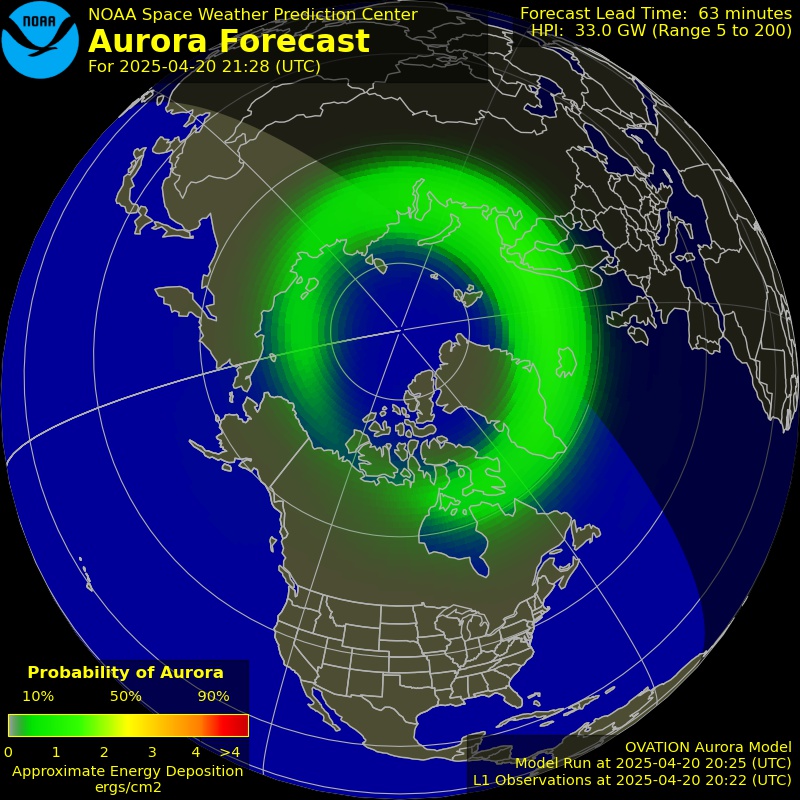 NOAA
NOAA Space Weather Prediction Center
Aurora Forecast
For 2025-04-20 21:28 (UTC)
Forecast Lead Time: 63 minutes
HPI: 33.0 GW (Range 5 to 200)
Probability of Aurora
10% 50% 90%
0 1 2 3 4 >4
Approximate Energy Deposition
ergs/cm2
OVATION Aurora Model
Model Run at 2025-04-20 20:25 (UTC)
L1 Observations at 2025-04-20 20:22 (UTC)